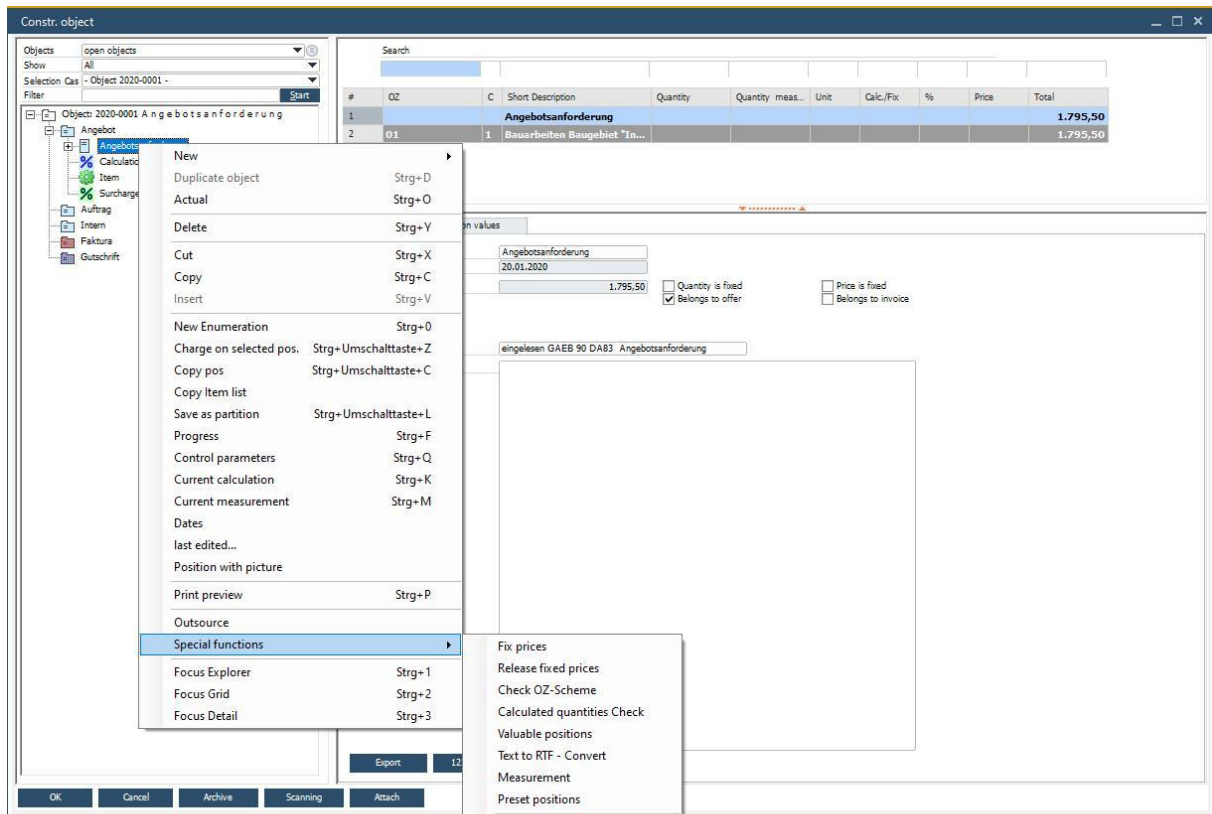 Constr. object
Objects open objects
Show All
Selection Cas - Object 2020-0001 -
Filter Start
Object: 2020-0001 A n g e b o t s a n f o r d e r u n g
Angebot
Angebots
Calculatio
Item
Surcharge
Auftrag
Intern
Faktura
Gutschrift
Search
# OZ C Short Description Quantity Quantity meas... Unit Calc./Fix % Price Total
1 Angebotsanforderung 1.795,50
2 01 1 Bauarbeiten Baugebiet "In... 1.795,50
on values
Angebotsanforderung
20.01.2020
1.795,50 Quantity is fixed Price is fixed
Belongs to offer Belongs to invoice
eingelesen GAEB 90 DA83 Angebotsanforderung
New
Duplicate object Strg+D
Actual Strg+O
Delete Strg+Y
Cut Strg+X
Copy Strg+C
Insert Strg+V
New Enumeration Strg+0
Charge on selected pos. Strg+Umschalttaste+Z
Copy pos Strg+Umschalttaste+C
Copy Item list
Save as partition Strg+Umschalttaste+L
Progress Strg+F
Control parameters Strg+Q
Current calculation Strg+K
Current measurement Strg+M
Dates
last edited...
Position with picture
Print preview Strg+P
Outsource
Special functions
Focus Explorer Strg+1
Focus Grid Strg+2
Focus Detail Strg+3
Fix prices
Release fixed prices
Check OZ-Scheme
Calculated quantities Check
Valuable positions
Text to RTF - Convert
Measurement
Preset positions
Export 12
OK Cancel Archive Scanning Attach